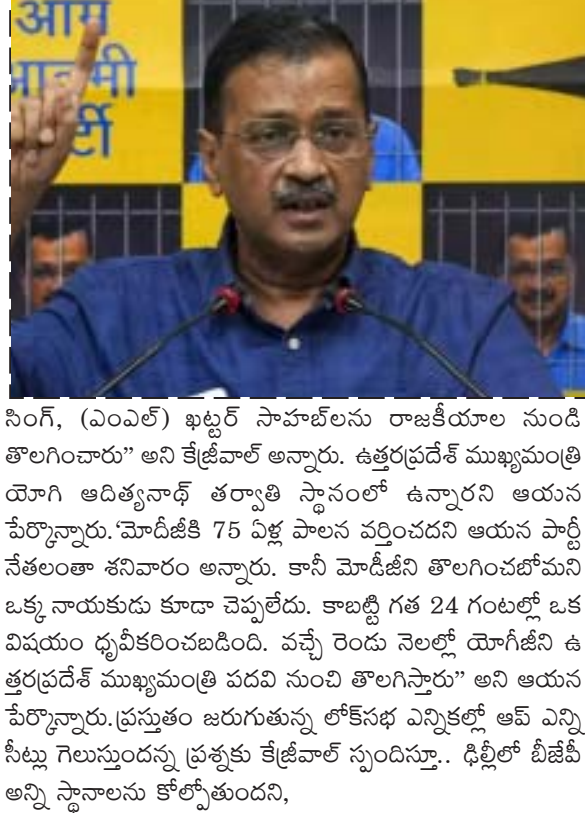 आम
आदमी
र्टी
సింగ్, (ఎంఎల్) ఖట్టర్ సాహబ్‌లను రాజకీయాల నుండి
తొలగించారు” అని కేజ్రీవాల్ అన్నారు. ఉత్తరప్రదేశ్ ముఖ్యమంత్రి
యోగి ఆదిత్యనాథ్ తర్వాతి స్థానంలో ఉన్నారని ఆయన
పేర్కొన్నారు.‘మోదీజీకి 75 ఏళ్ల పాలన వర్తించదని ఆయన పార్టీ
నేతలంతా శనివారం అన్నారు. కానీ మోడీజీని తొలగించబోమని
ఒక్క నాయకుడు కూడా చెప్పలేదు. కాబట్టి గత 24 గంటల్లో ఒక
విషయం ధృవీకరించబడింది. వచ్చే రెండు నెలల్లో యోగీజీని ఉ
త్తరప్రదేశ్ ముఖ్యమంత్రి పదవి నుంచి తొలగిస్తారు” అని ఆయన
పేర్కొన్నారు.ప్రస్తుతం జరుగుతున్న లోక్‌సభ ఎన్నికల్లో ఆప్ ఎన్ని
సీట్లు గెలుస్తుందన్న ప్రశ్నకు కేజ్రీవాల్ స్పందిస్తూ.. ఢిల్లీలో బీజేపీ
అన్ని స్థానాలను కోల్పోతుందని,